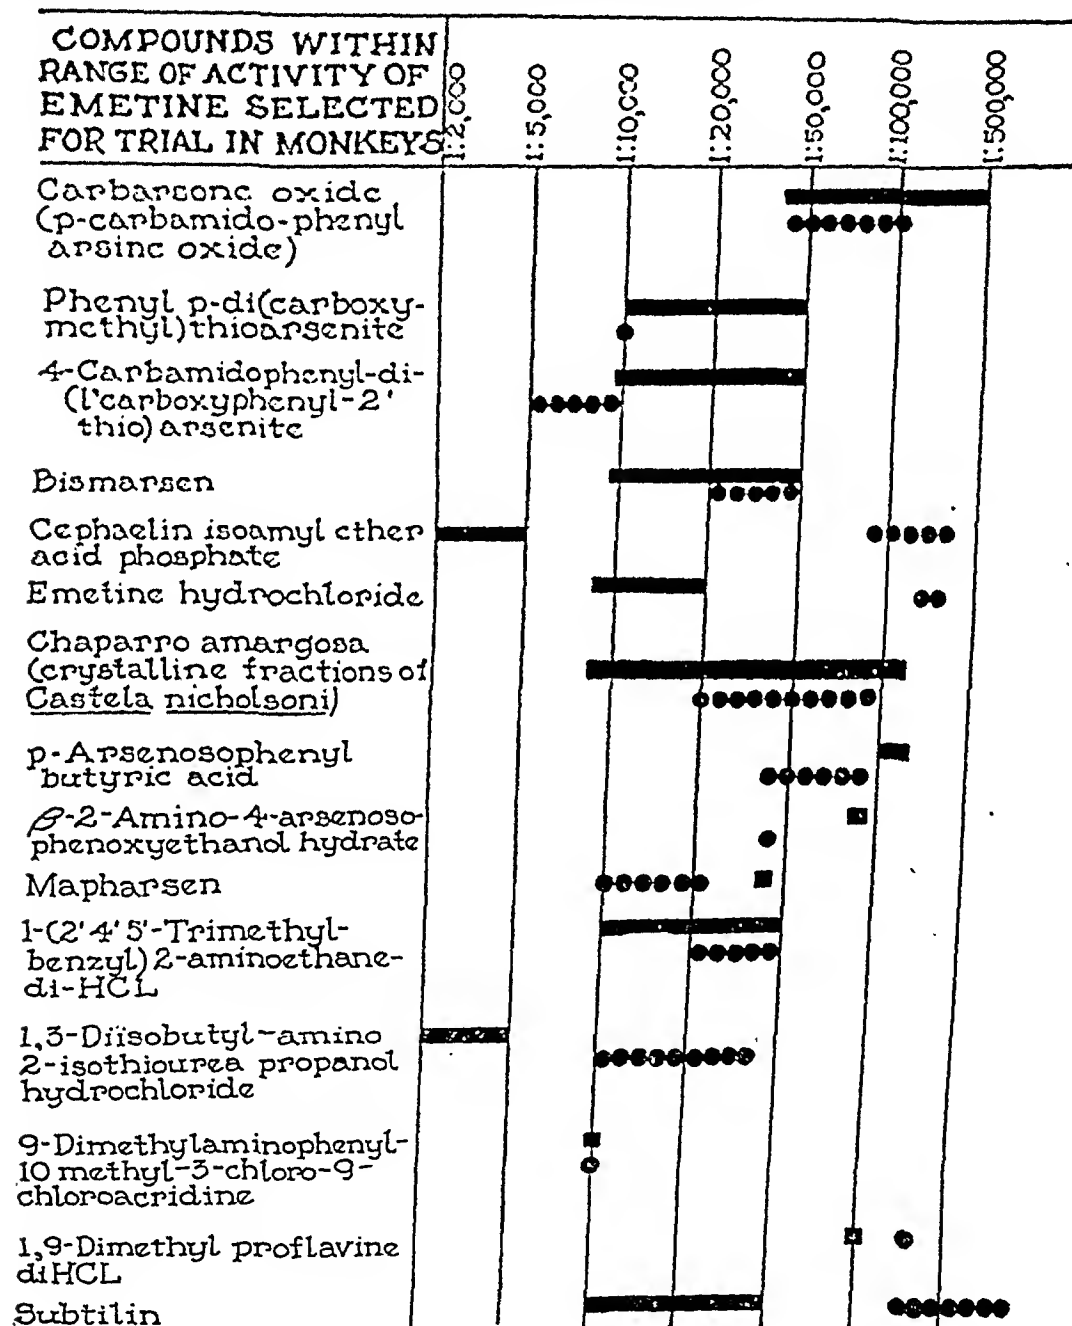 COMPOUNDS WITHIN
RANGE OF ACTIVITY OF
EMETINE SELECTED
FOR TRIAL IN MONKEYS
1:2,000
1:5,000
1:10,000
1:20,000
1:50,000
1:100,000
1:500,000
Carbarsone oxide
(p-carbamido-phenyl
arsine oxide)
Phenyl p-di(carboxy-
methyl)thioarsenite
4-Carbamidophenyl-di-
(1'carboxyphenyl-2'
thio)arsenite
Bismarsen
Cephaelin isoamyl ether
acid phosphate
Emetine hydrochloride
Chaparro amargosa
(crystalline fractions of
Castela nicholsoni)
p-Arsenosophenyl
butyric acid
β-2-Amino-4-arsenoso-
phenoxyethanol hydrate
Mapharsen
1-(2'4'5'-Trimethyl-
benzyl)2-aminoethane-
di-HCL
1,3-Diïsobutyl-amino
2-isothiourea propanol
hydrochloride
9-Dimethylaminophenyl-
10 methyl-3-chloro-9-
chloroacridine
1,9-Dimethyl proflavine
diHCL
Subtilin